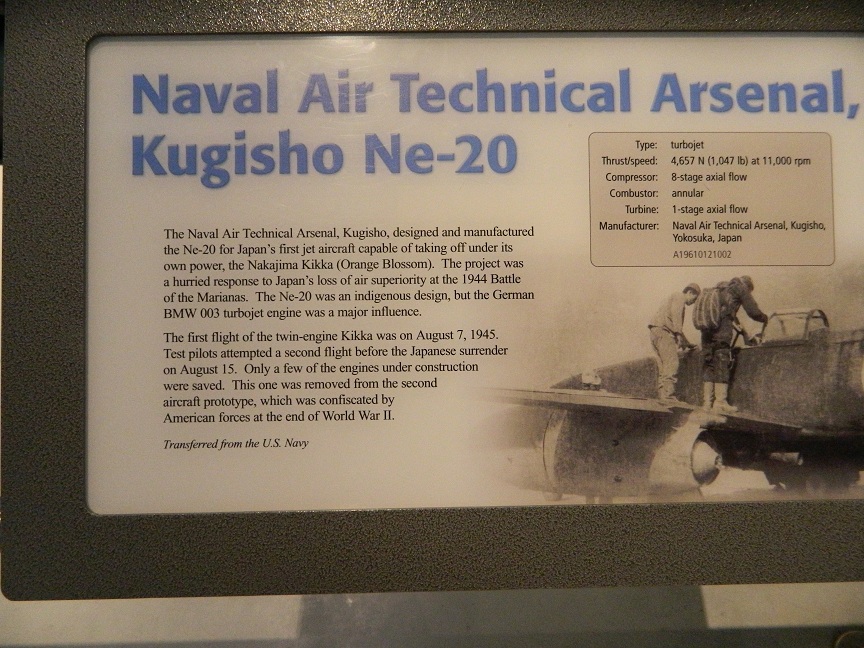 Naval Air Technical Arsenal,
Kugisho Ne-20
Type: turbojet
Thrust/speed: 4,657 N (1,047 lb) at 11,000 rpm
Compressor: 8-stage axial flow
Combustor: annular
Turbine: 1-stage axial flow
Manufacturer: Naval Air Technical Arsenal, Kugisho,
Yokosuka, Japan
A19610121002
The Naval Air Technical Arsenal, Kugisho, designed and manufactured
the Ne-20 for Japan's first jet aircraft capable of taking off under its
own power, the Nakajima Kikka (Orange Blossom). The project was
a hurried response to Japan's loss of air superiority at the 1944 Battle
of the Marianas. The Ne-20 was an indigenous design, but the German
BMW 003 turbojet engine was a major influence.
The first flight of the twin-engine Kikka was on August 7, 1945.
Test pilots attempted a second flight before the Japanese surrender
on August 15. Only a few of the engines under construction
were saved. This one was removed from the second
aircraft prototype, which was confiscated by
American forces at the end of World War II.
Transferred from the U.S. Navy